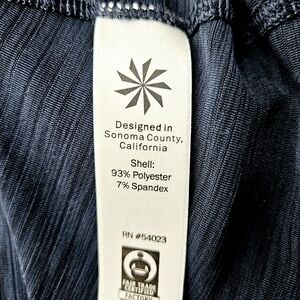 Designed in
Sonoma County,
California
Shell:
93% Polyester
7% Spandex
RN #54023
FAIR TRADE
CERTIFIED
FACTORY